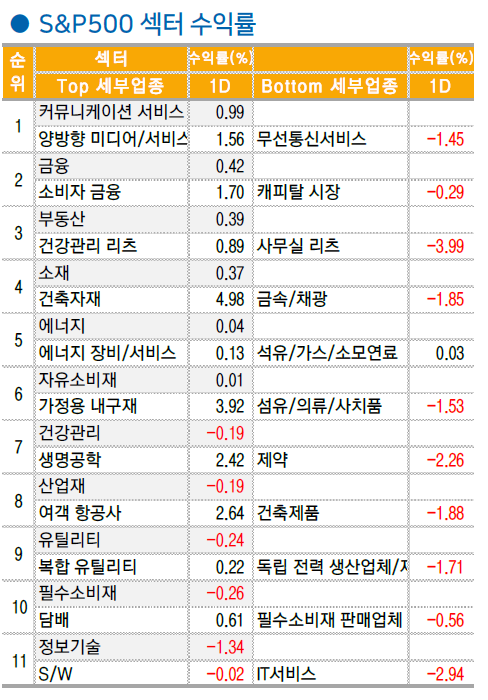 ● S&P500 섹터 수익률
순위 섹터 수익률(%) 수익률(%)
Top 세부업종 1D Bottom 세부업종 1D
1 커뮤니케이션 서비스 0.99
양방향 미디어/서비스 1.56 무선통신서비스 -1.45
2 금융 0.42
소비자 금융 1.70 캐피탈 시장 -0.29
3 부동산 0.39
건강관리 리츠 0.89 사무실 리츠 -3.99
4 소재 0.37
건축자재 4.98 금속/채광 -1.85
5 에너지 0.04
에너지 장비/서비스 0.13 석유/가스/소모연료 0.03
6 자유소비재 0.01
가정용 내구재 3.92 섬유/의류/사치품 -1.53
7 건강관리 -0.19
생명공학 2.42 제약 -2.26
8 산업재 -0.19
여객 항공사 2.64 건축제품 -1.88
9 유틸리티 -0.24
복합 유틸리티 0.22 독립 전력 생산업체/ -1.71
10 필수소비재 -0.26
담배 0.61 필수소비재 판매업체 -0.56
11 정보기술 -1.34
S/W -0.02 IT서비스 -2.94